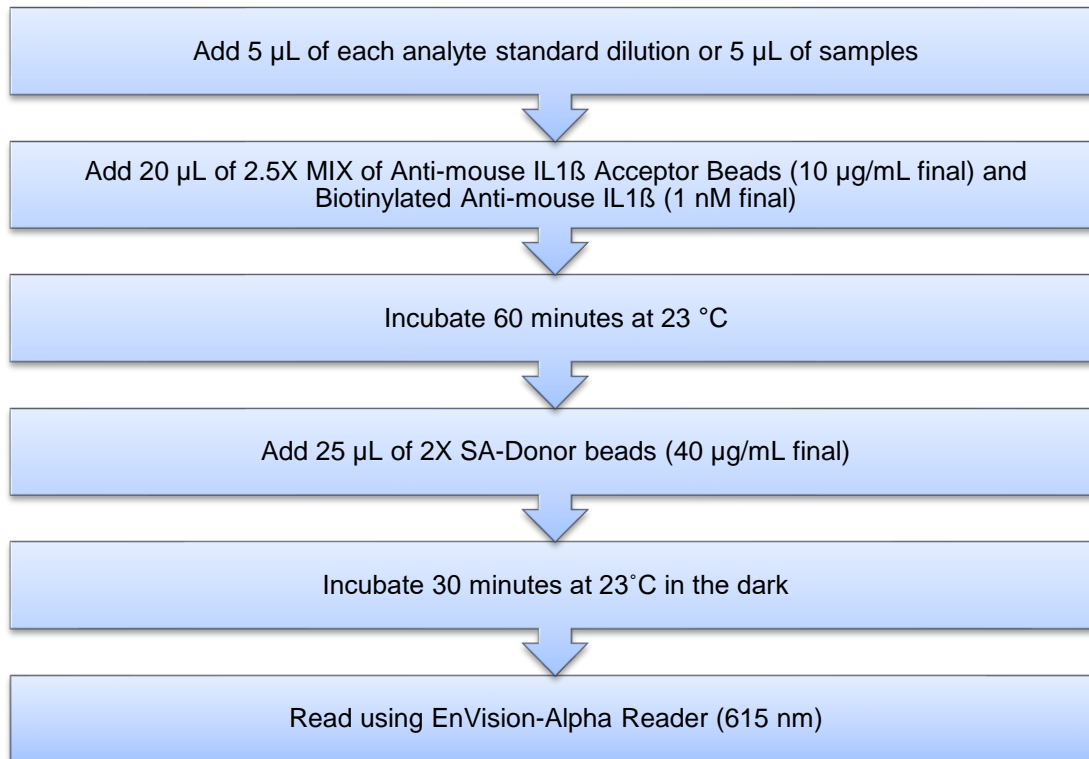 Add 5 µL of each analyte standard dilution or 5 µL of samples
Add 20 µL of 2.5X MIX of Anti-mouse IL1ß Acceptor Beads (10 µg/mL final) and
Biotinylated Anti-mouse IL1ß (1 nM final)
Incubate 60 minutes at 23 °C
Add 25 µL of 2X SA-Donor beads (40 µg/mL final)
Incubate 30 minutes at 23˚C in the dark
Read using EnVision-Alpha Reader (615 nm)